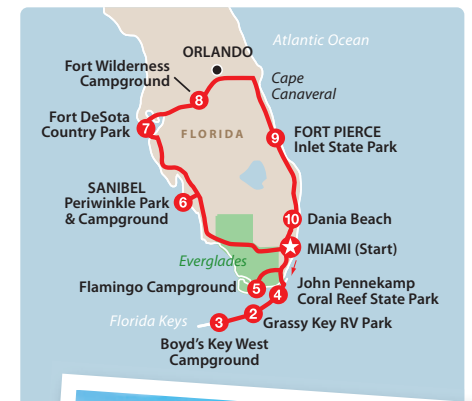 Atlantic Ocean
ORLANDO
Fort Wilderness
Campground
Cape
Canaveral
8
Fort DeSota
Country Park
7
FLORIDA
9
FORT PIERCE
Inlet State Park
SANIBEL
Periwinkle Park
& Campground
6
10
Dania Beach
MIAMI (Start)
Everglades
Flamingo Campground
5
4
John Pennekamp
Coral Reef State Park
Florida Keys
3
2
Grassy Key RV Park
Boyd's Key West
Campground